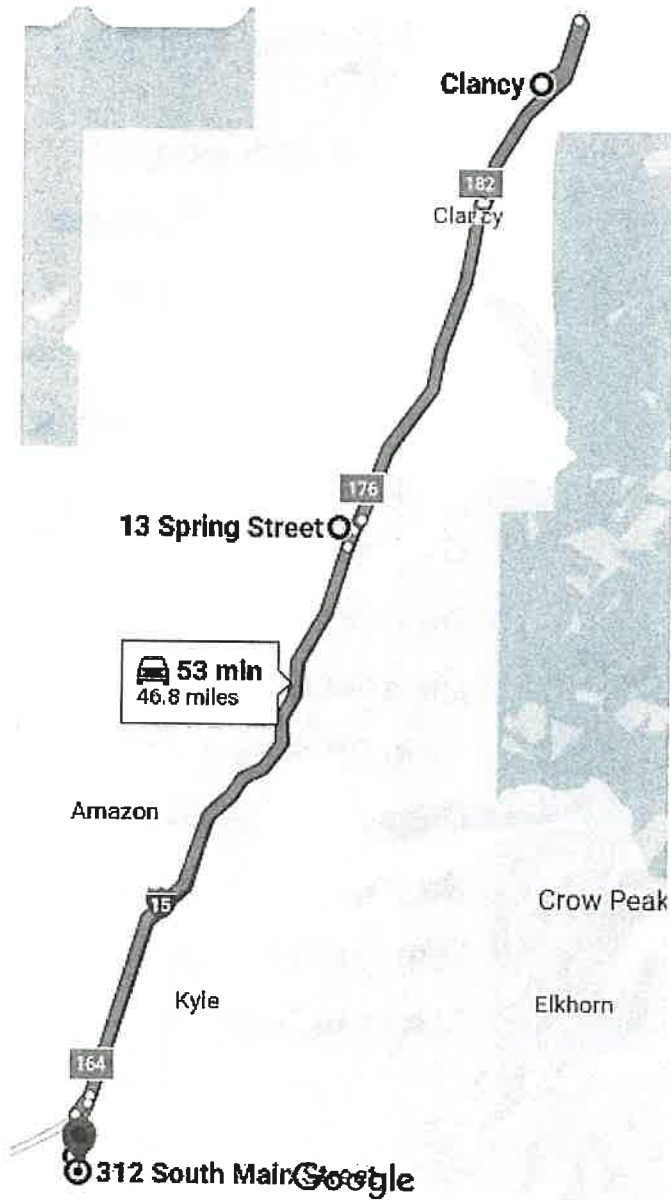 Clancy
182
Clancy
176
13 Spring Street
53 min
46.8 miles
Amazon
15
Crow Peak
Kyle
Elkhorn
164
312 South Main Street
Google